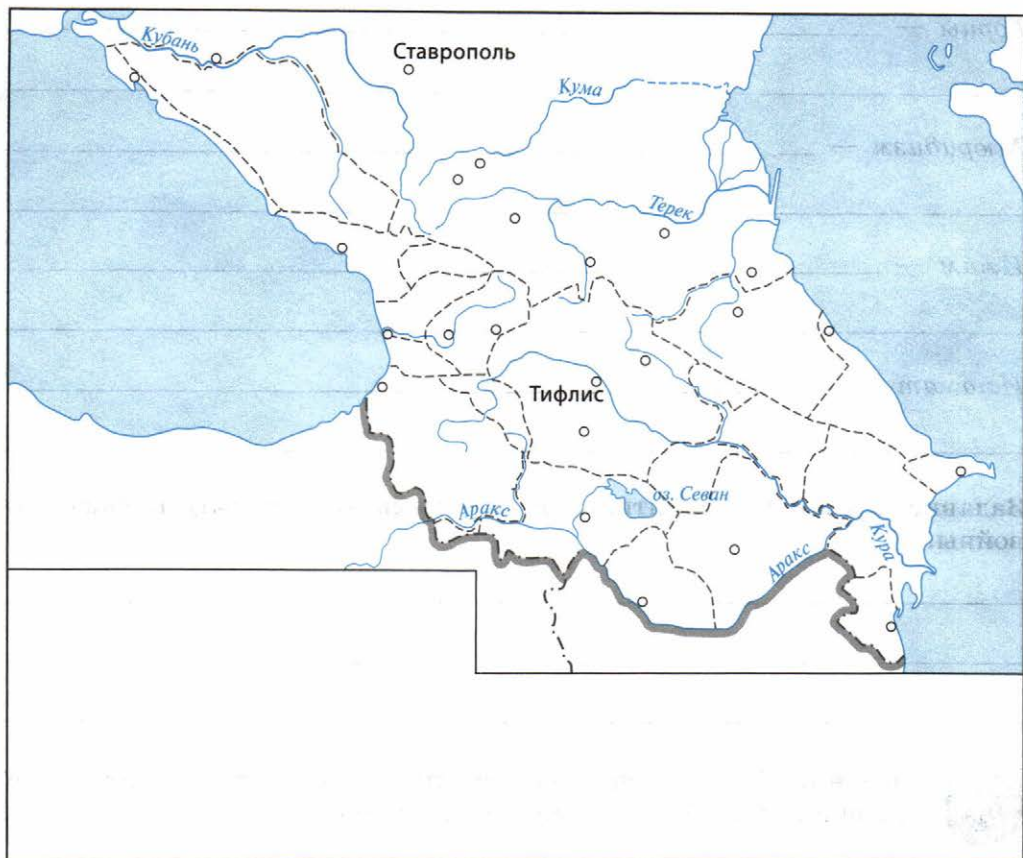 Кубань
Ставрополь
Кума
Терек
Тифлис
оз. Севан
Аракс
Аракс
Кура